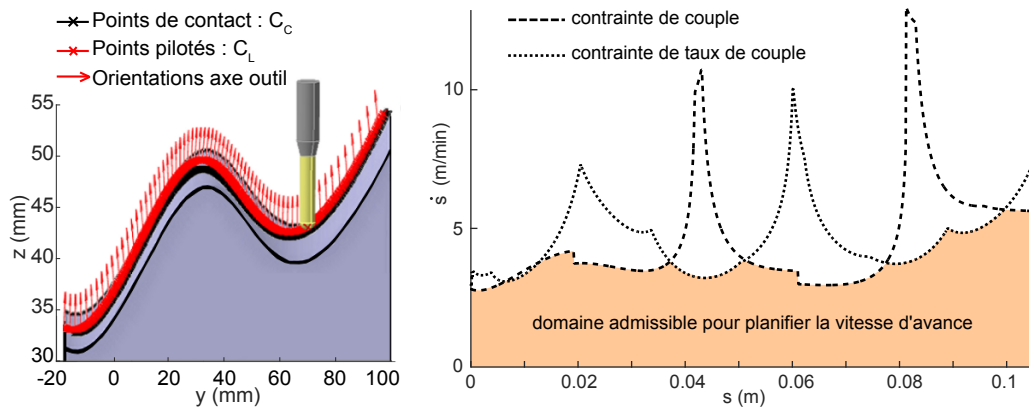 Points de contact : C_C
Points pilotés : C_L
Orientations axe outil
55
50
45
40
35
30
z (mm)
-20 0 20 40 60 80 100
y (mm)
contrainte de couple
contrainte de taux de couple
10
5
0
ṡ (m/min)
domaine admissible pour planifier la vitesse d'avance
0 0.02 0.04 0.06 0.08 0.1
s (m)